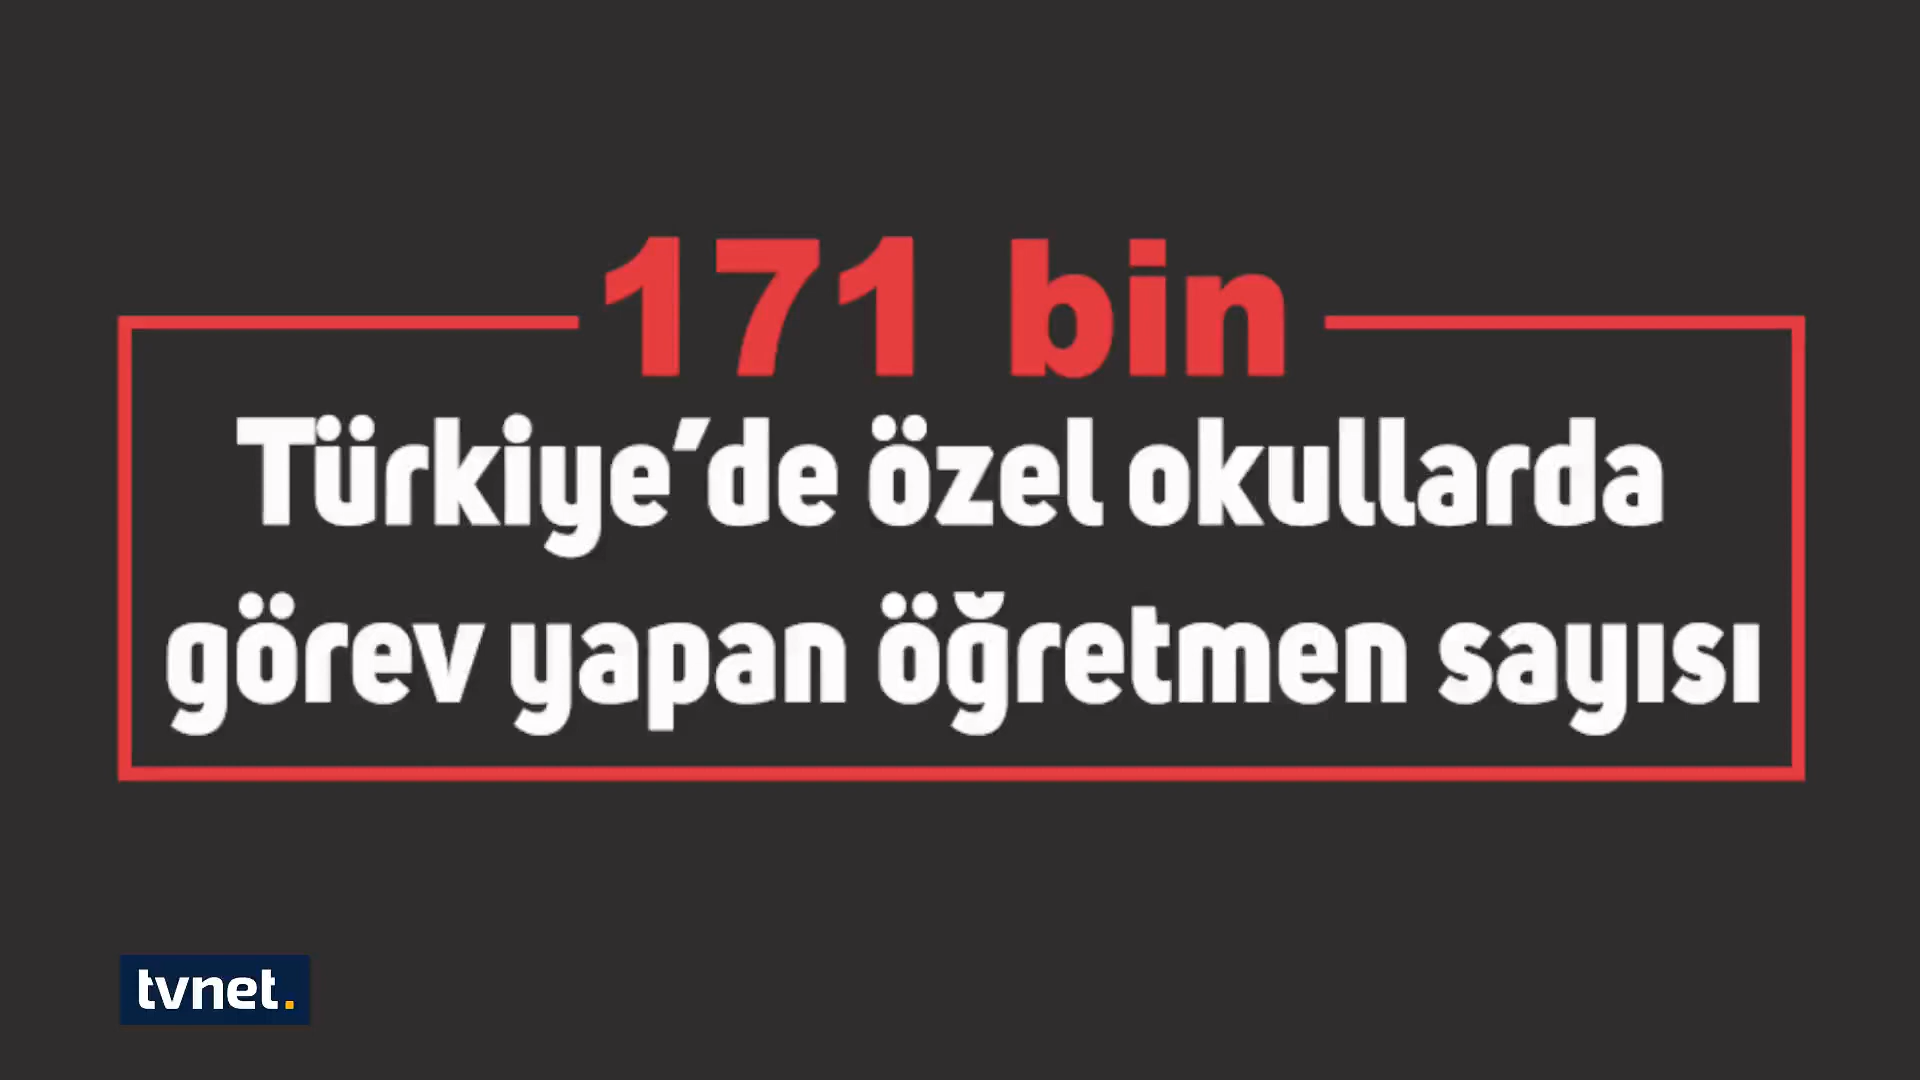 171 bin
Türkiye’de özel okullarda
görev yapan öğretmen sayısı
tvnet.